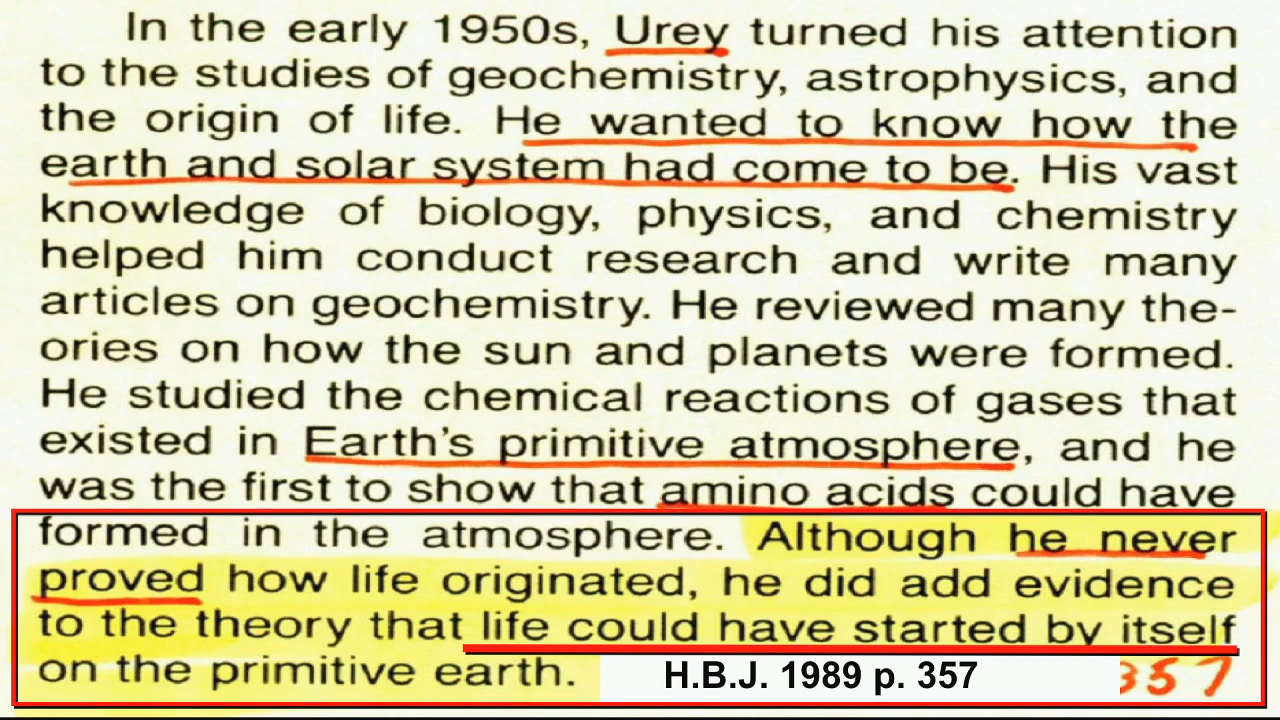 In the early 1950s, Urey turned his attention
to the studies of geochemistry, astrophysics, and
the origin of life. He wanted to know how the
earth and solar system had come to be. His vast
knowledge of biology, physics, and chemistry
helped him conduct research and write many
articles on geochemistry. He reviewed many the-
ories on how the sun and planets were formed.
He studied the chemical reactions of gases that
existed in Earth's primitive atmosphere, and he
was the first to show that amino acids could have
formed in the atmosphere. Although he never
proved how life originated, he did add evidence
to the theory that life could have started by itself
on the primitive earth.
H.B.J. 1989 p. 357
357